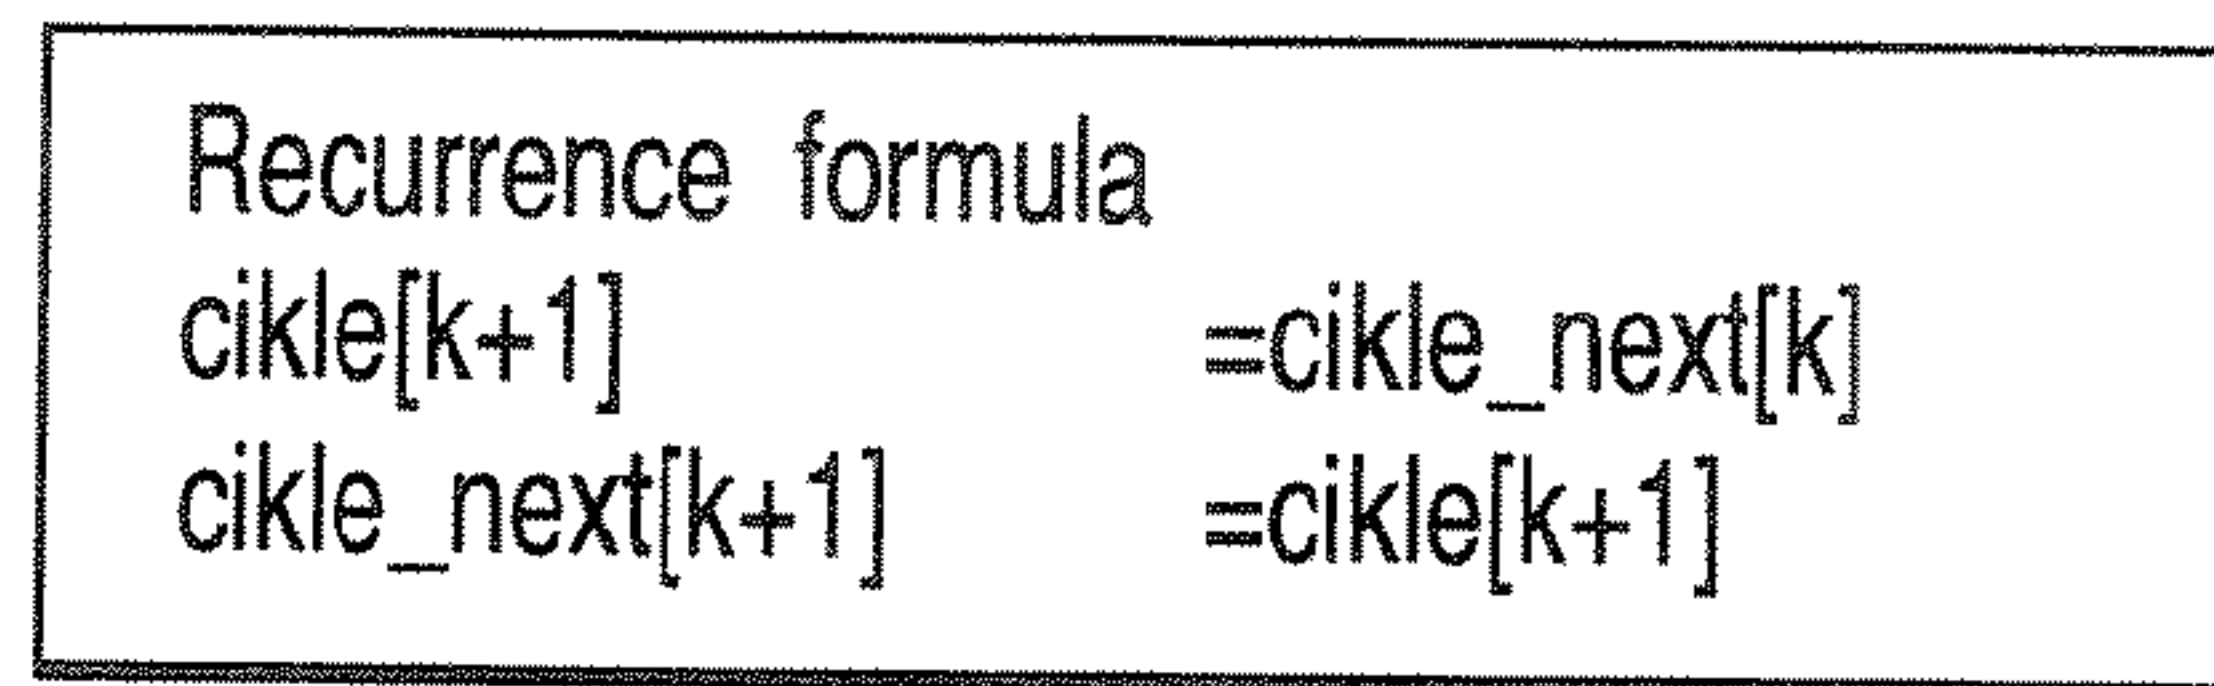 Recurrence formula
cikle[k+1] =cikle_next[k]
cikle_next[k+1] =cikle[k+1]